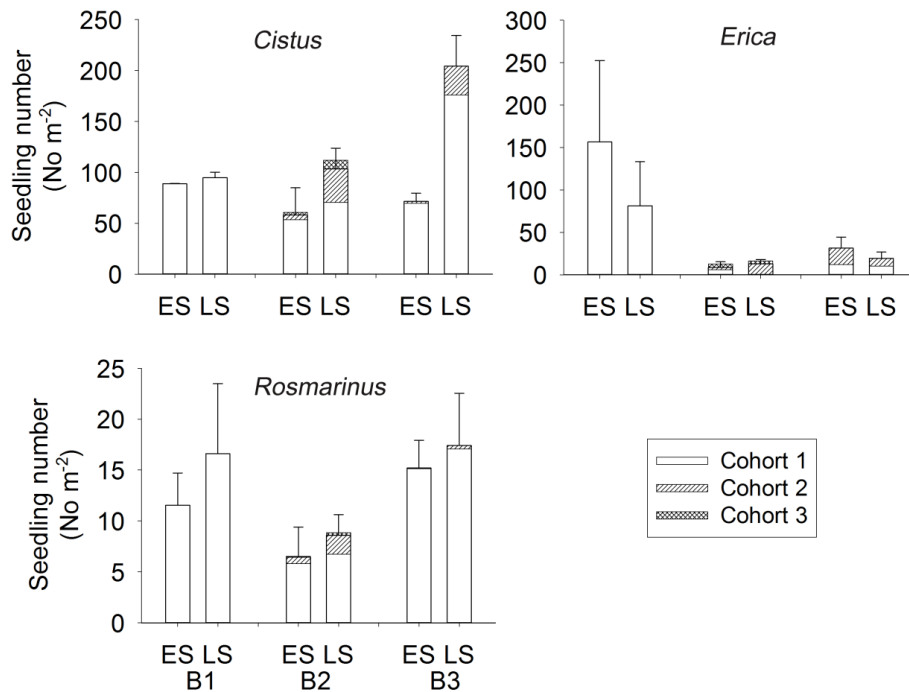 Cistus
Seedling number
(No m-2)
250
200
150
100
50
0
ES LS ES LS ES LS
Erica
300
250
200
150
100
50
0
ES LS ES LS ES LS
Rosmarinus
Seedling number
(No m-2)
25
20
15
10
5
0
ES LS ES LS ES LS
B1 B2 B3
Cohort 1
Cohort 2
Cohort 3